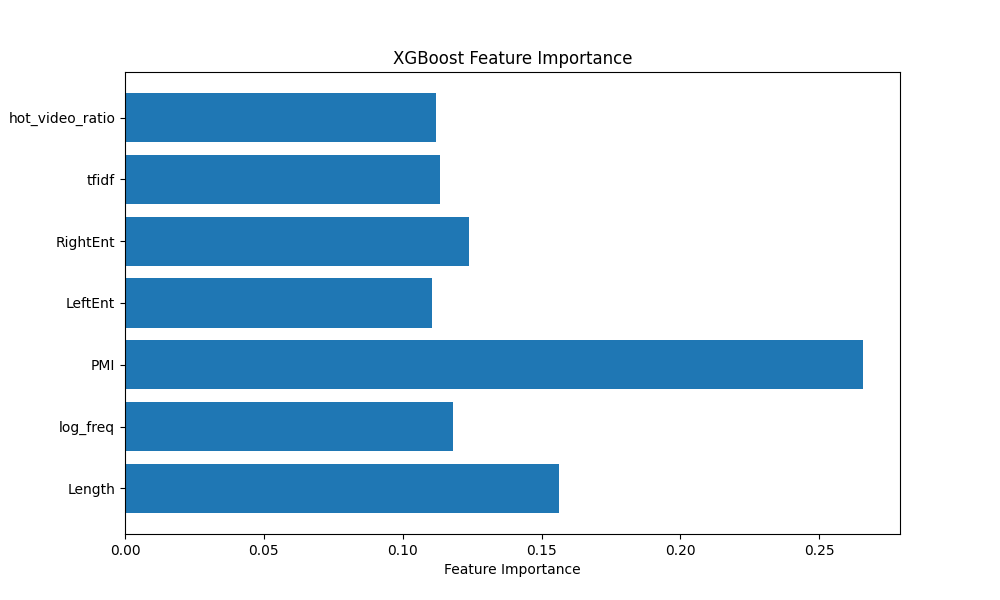 XGBoost Feature Importance
hot_video_ratio
tfidf
RightEnt
LeftEnt
PMI
log_freq
Length
0.00 0.05 0.10 0.15 0.20 0.25
Feature Importance